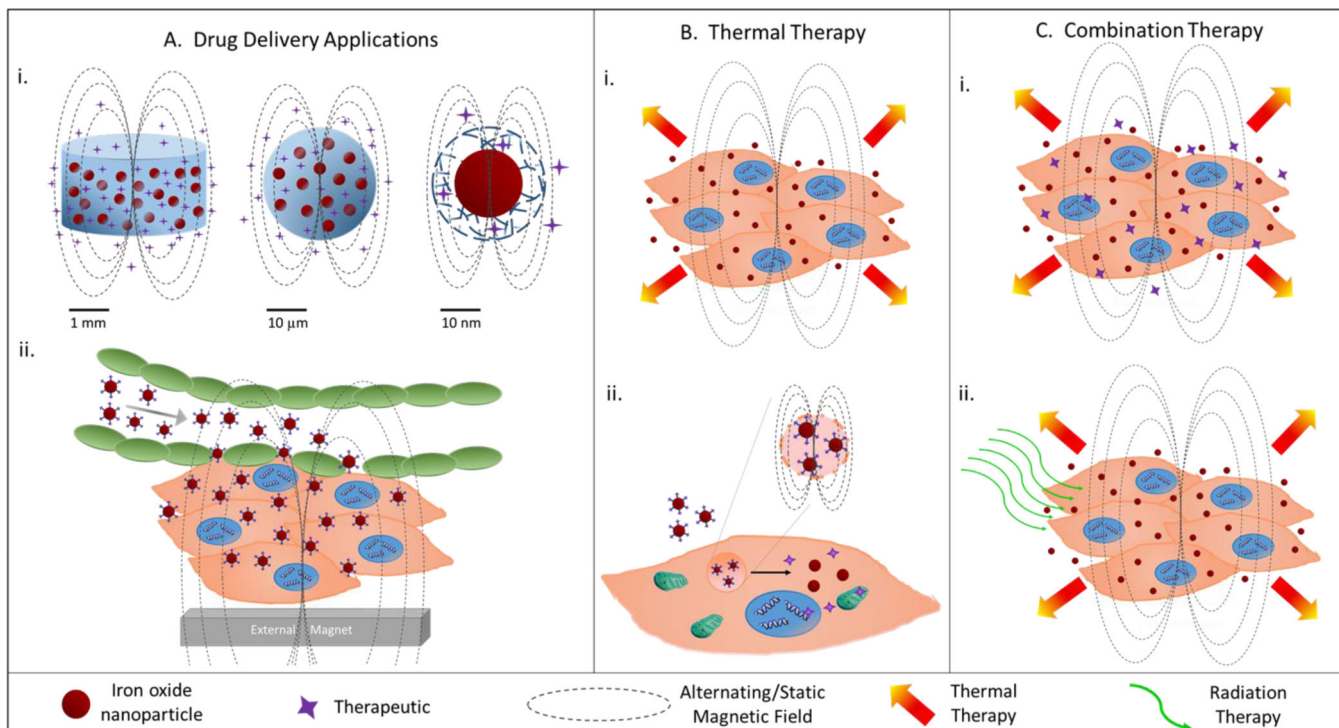 A. Drug Delivery Applications
i.
1 mm
10 μm
10 nm
ii.
External Magnet
B. Thermal Therapy
i.
ii.
C. Combination Therapy
i.
ii.
Iron oxide
nanoparticle
Therapeutic
Alternating/Static
Magnetic Field
Thermal
Therapy
Radiation
Therapy